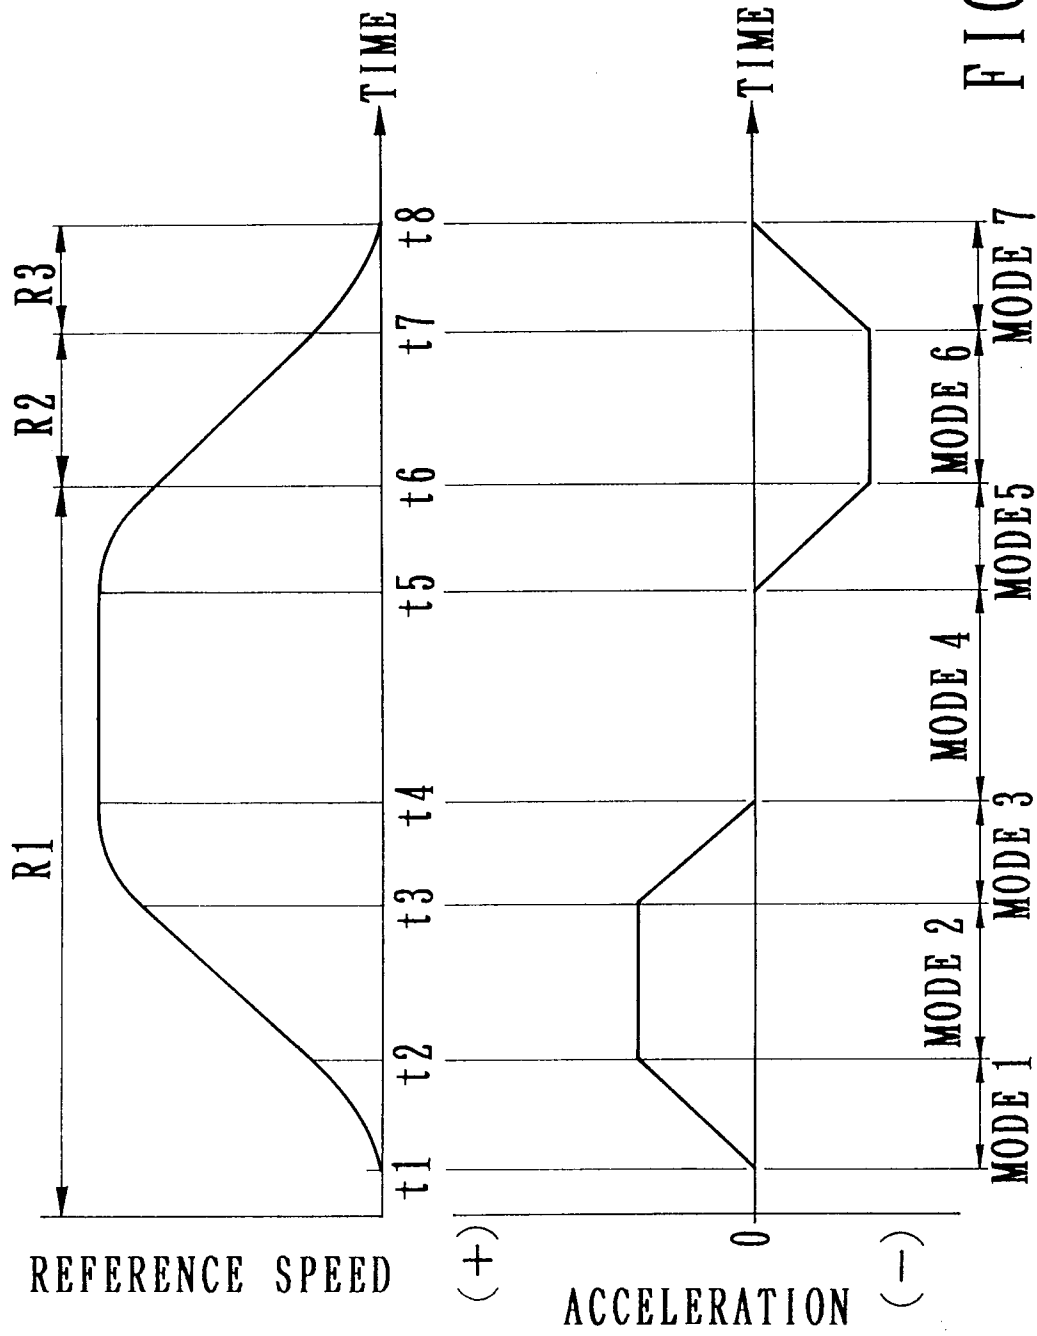 R1
R2
R3
REFERENCE SPEED
TIME
t1
t2
t3
t4
t5
t6
t7
t8
(+)
0
(−)
ACCELERATION
TIME
MODE 1
MODE 2
MODE 3
MODE 4
MODE5
MODE 6
MODE 7